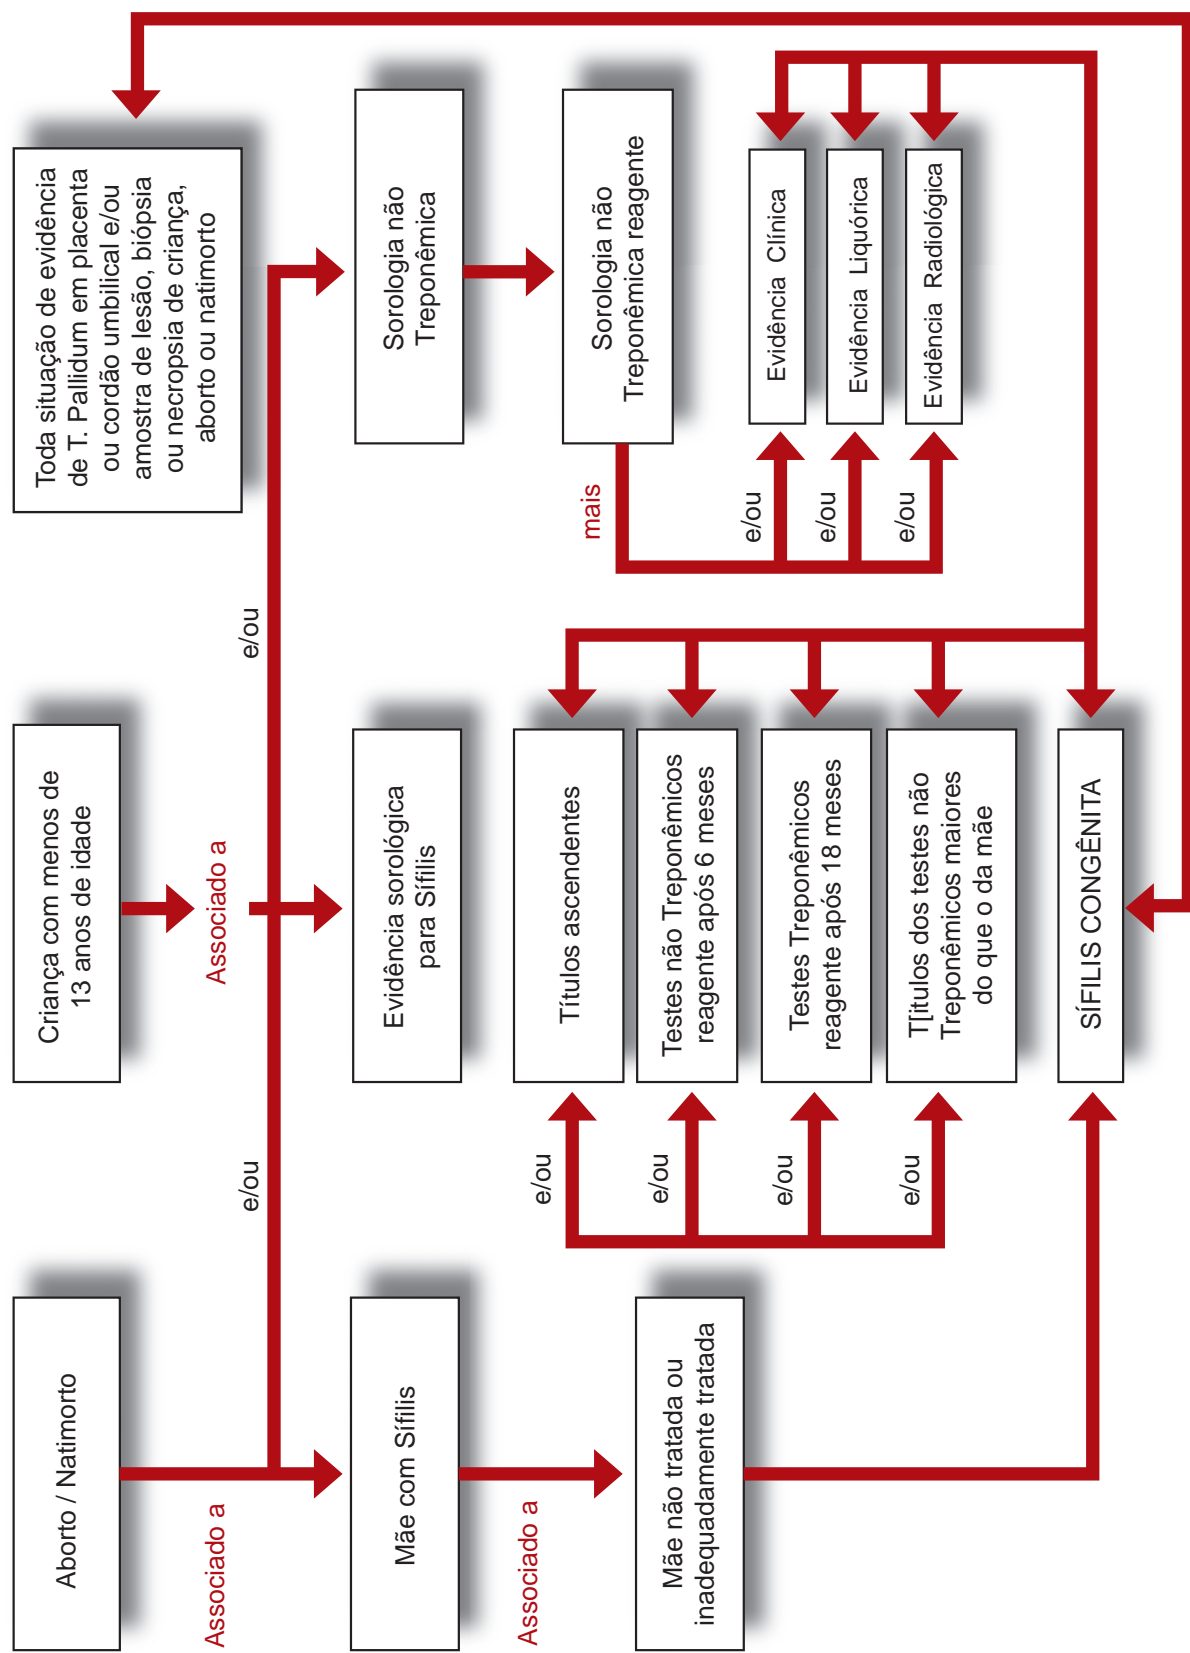 Aborto / Natimorto
Criança com menos de
13 anos de idade
Toda situação de evidência
de T. Pallidum em placenta
ou cordão umbilical e/ou
amostra de lesão, biópsia
ou necropsia de criança,
aborto ou natimorto
Associado a
Associado a
e/ou
e/ou
Mãe com Sífilis
Evidência sorológica
para Sífilis
Sorologia não
Treponêmica
Associado a
Mãe não tratada ou
inadequadamente tratada
e/ou
Títulos ascendentes
e/ou
Testes não Treponêmicos
reagente após 6 meses
e/ou
Testes Treponêmicos
reagente após 18 meses
e/ou
T[itulos dos testes não
Treponêmicos maiores
do que o da mãe
Sorologia não
Treponêmica reagente
mais
e/ou
Evidência Clínica
e/ou
Evidência Liquórica
e/ou
Evidência Radiológica
SÍFILIS CONGÊNITA